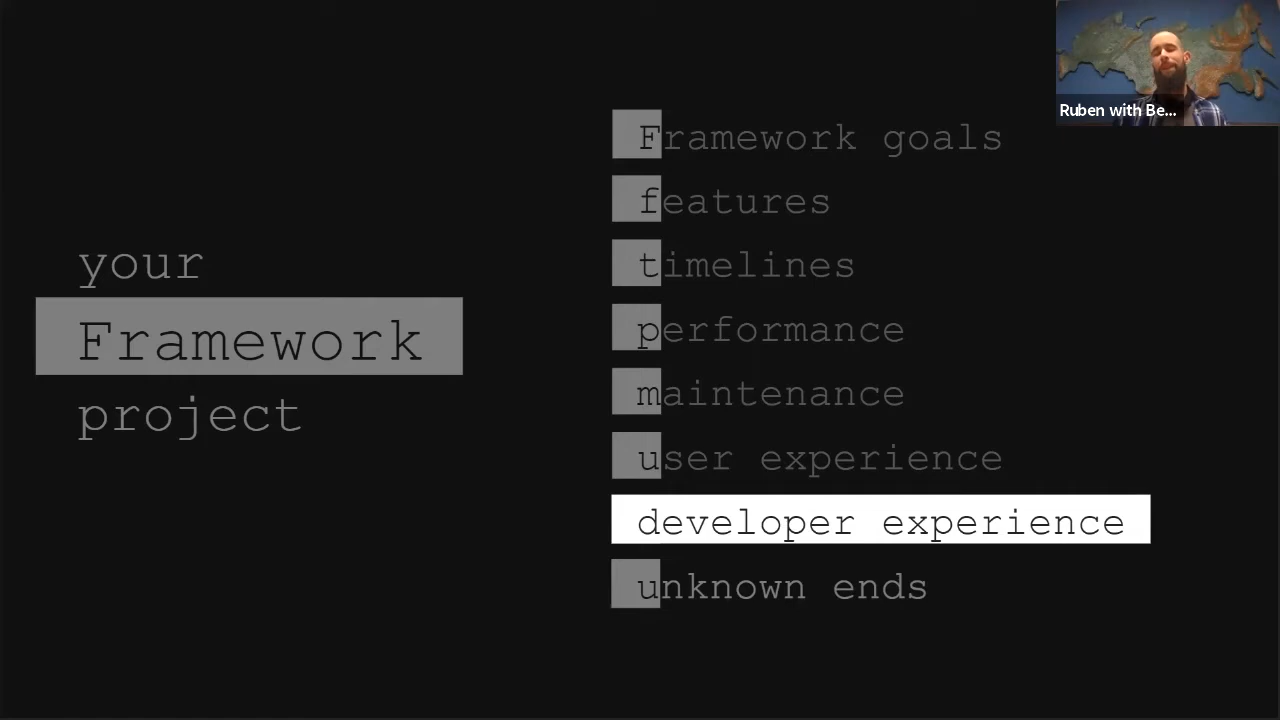 your
Framework
project
Framework goals
features
timelines
performance
maintenance
user experience
developer experience
unknown ends
Ruben with Be...